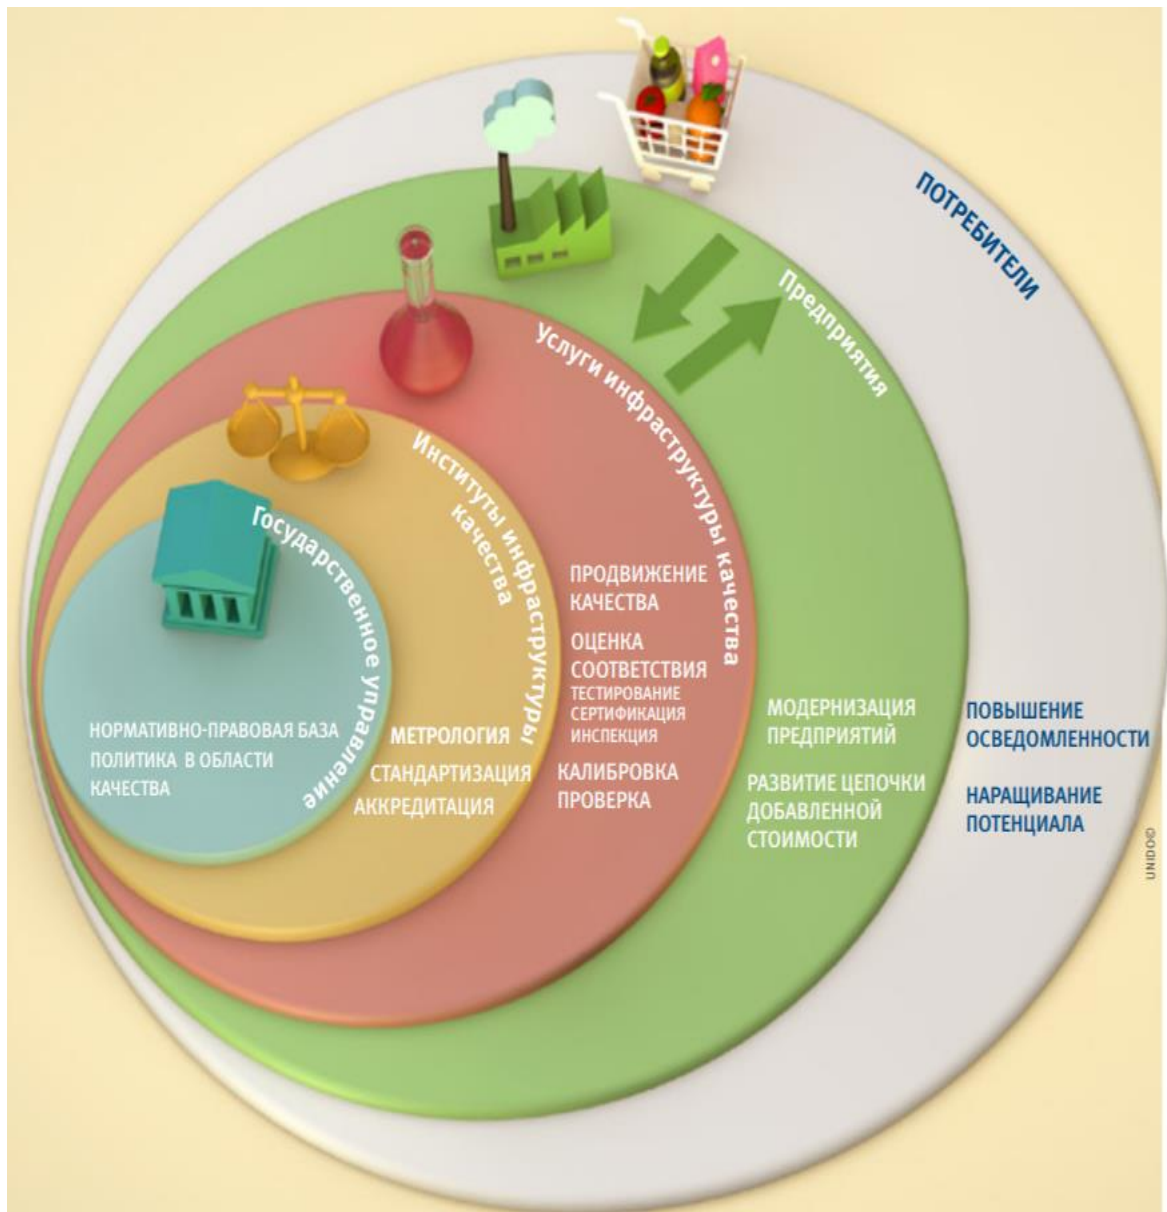 ПОТРЕБИТЕЛИ
Предприятия
Услуги инфраструктуры качества
Институты инфраструктуры
качества
Государственное управление
НОРМАТИВНО-ПРАВОВАЯ БАЗА
ПОЛИТИКА В ОБЛАСТИ
КАЧЕСТВА
МЕТРОЛОГИЯ
СТАНДАРТИЗАЦИЯ
АККРЕДИТАЦИЯ
ПРОДВИЖЕНИЕ
КАЧЕСТВА
ОЦЕНКА
СООТВЕТСТВИЯ
ТЕСТИРОВАНИЕ
СЕРТИФИКАЦИЯ
ИНСПЕКЦИЯ
КАЛИБРОВКА
ПРОВЕРКА
МОДЕРНИЗАЦИЯ
ПРЕДПРИЯТИЙ
РАЗВИТИЕ ЦЕПОЧКИ
ДОБАВЛЕННОЙ
СТОИМОСТИ
ПОВЫШЕНИЕ
ОСВЕДОМЛЕННОСТИ
НАРАЩИВАНИЕ
ПОТЕНЦИАЛА
UNIDO©